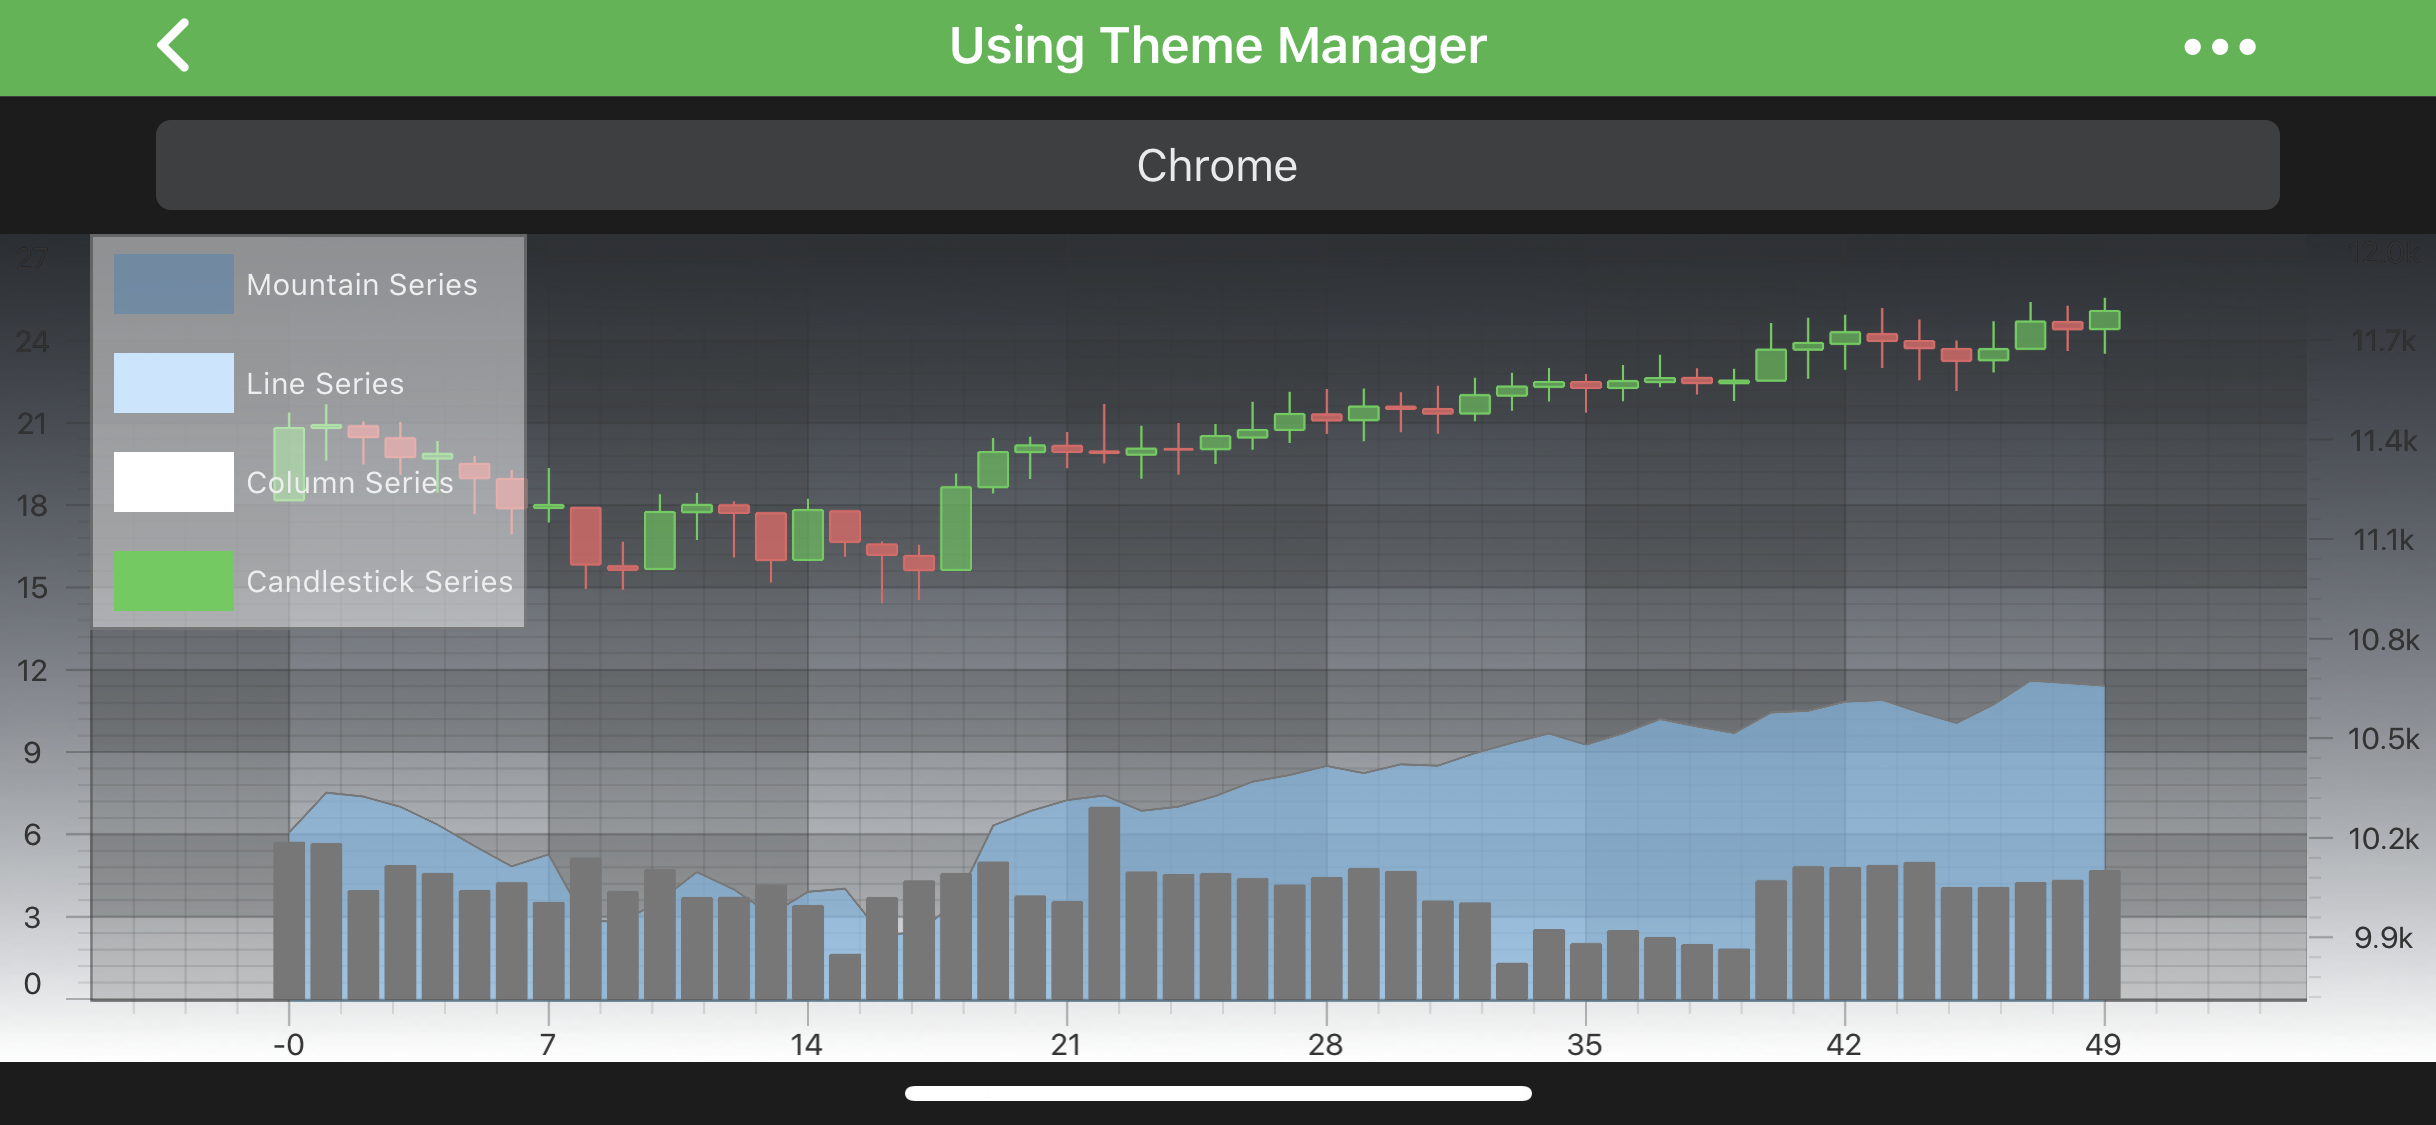 Using Theme Manager
Chrome
Mountain Series
Line Series
Column Series
Candlestick Series
27
24
21
18
15
12
9
6
3
0
12.0k
11.7k
11.4k
11.1k
10.8k
10.5k
10.2k
9.9k
-0 7 14 21 28 35 42 49